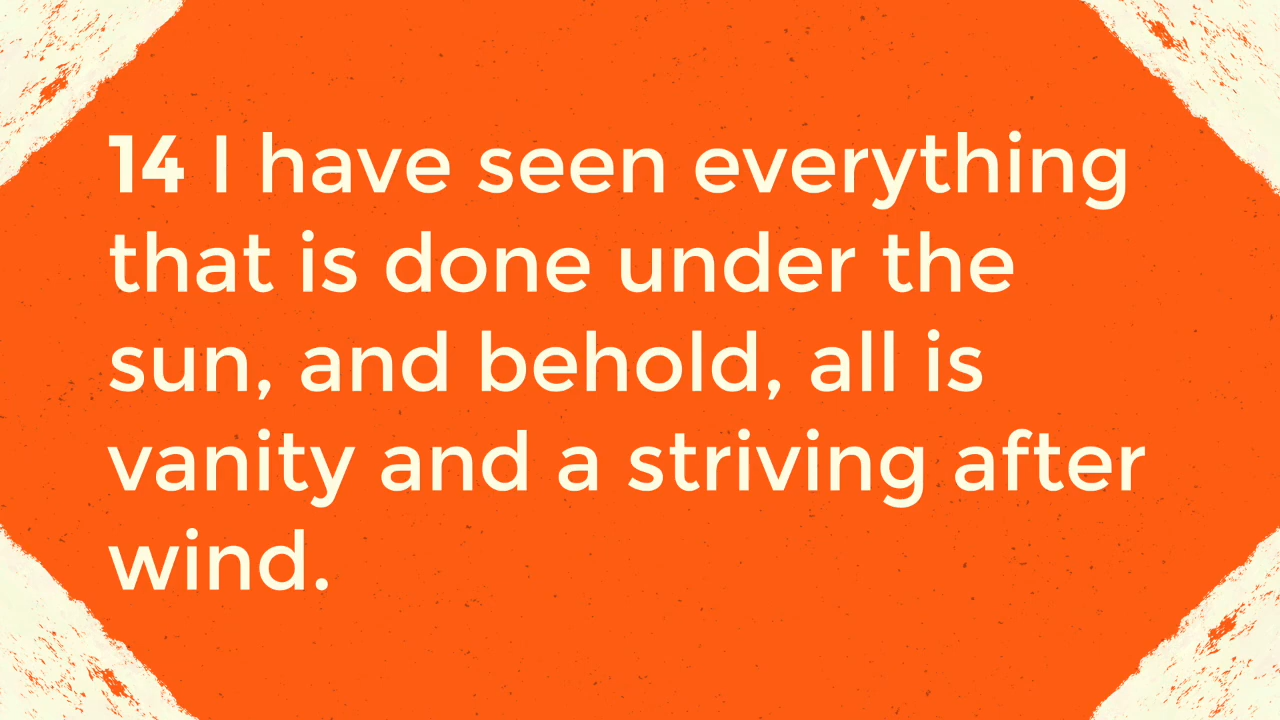 14 I have seen everything
that is done under the
sun, and behold, all is
vanity and a striving after
wind.